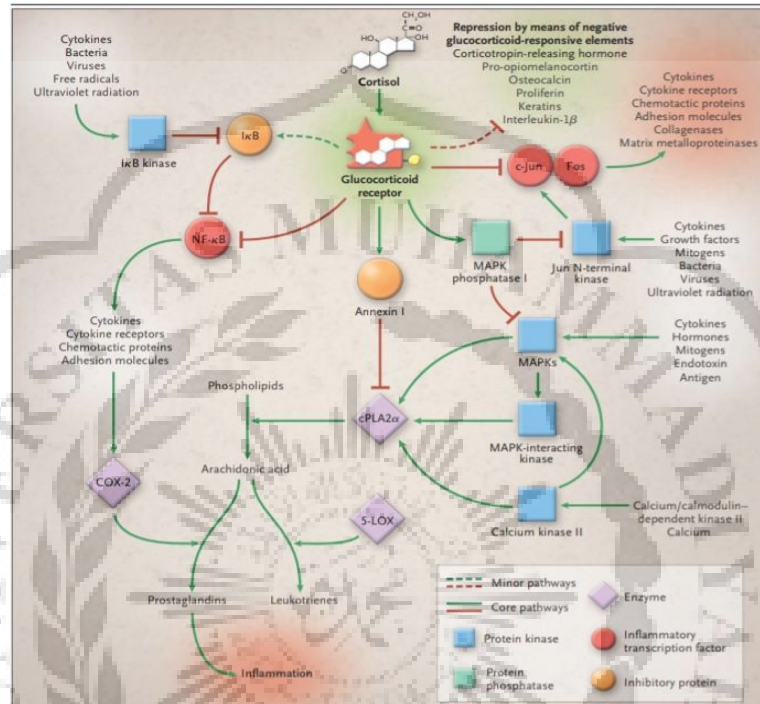 CH₂OH
C=O
HO
OH
O
Cortisol
Repression by means of negative
glucocorticoid-responsive elements
Corticotropin-releasing hormone
Pro-opiomelanocortin
Osteocalcin
Proliferin
Keratins
Interleukin-1β
Cytokines
Bacteria
Viruses
Free radicals
Ultraviolet radiation
IκB kinase
IκB
Glucocorticoid
receptor
c-Jun
Fos
Cytokines
Cytokine receptors
Chemotactic proteins
Adhesion molecules
Collagenases
Matrix metalloproteinases
NF-κB
Annexin I
MAPK
phosphatase I
Jun N-terminal
kinase
Cytokines
Growth factors
Mitogens
Bacteria
Viruses
Ultraviolet radiation
Cytokines
Cytokine receptors
Chemotactic proteins
Adhesion molecules
MAPKs
Cytokines
Hormones
Mitogens
Endotoxin
Antigen
Phospholipids
cPLA2α
MAPK-interacting
kinase
Arachidonic acid
COX-2
5-LOX
Calcium kinase II
Calcium/calmodulin–
dependent kinase II
Calcium
Prostaglandins
Leukotrienes
Inflammation
Minor pathways
Core pathways
Protein kinase
Protein
phosphatase
Enzyme
Inflammatory
transcription factor
Inhibitory protein